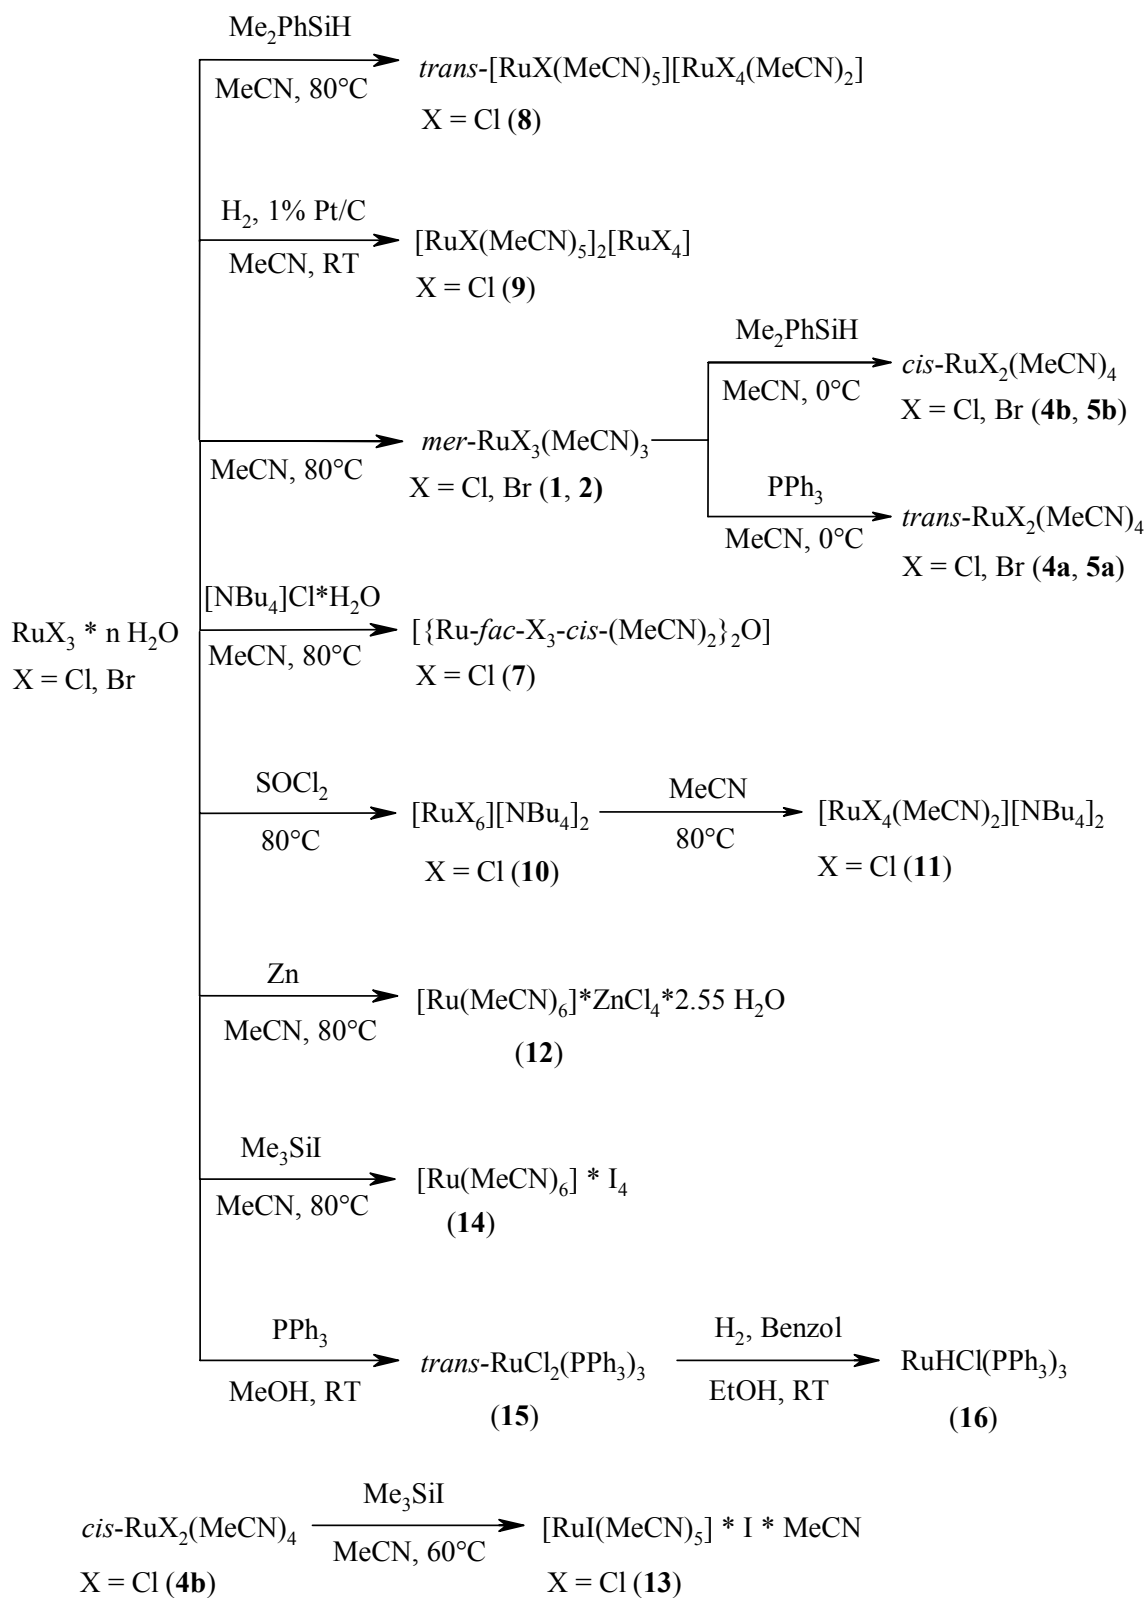 Me₂PhSiH
MeCN, 80°C
trans-[RuX(MeCN)₅][RuX₄(MeCN)₂]
X = Cl (8)
H₂, 1% Pt/C
MeCN, RT
[RuX(MeCN)₅]₂[RuX₄]
X = Cl (9)
Me₂PhSiH
MeCN, 0°C
cis-RuX₂(MeCN)₄
X = Cl, Br (4b, 5b)
MeCN, 80°C
mer-RuX₃(MeCN)₃
X = Cl, Br (1, 2)
PPh₃
MeCN, 0°C
trans-RuX₂(MeCN)₄
X = Cl, Br (4a, 5a)
RuX₃ * n H₂O
X = Cl, Br
[NBu₄]Cl*H₂O
MeCN, 80°C
[{Ru-fac-X₃-cis-(MeCN)₂}₂O]
X = Cl (7)
SOCl₂
80°C
[RuX₆][NBu₄]₂
X = Cl (10)
MeCN
80°C
[RuX₄(MeCN)₂][NBu₄]₂
X = Cl (11)
Zn
MeCN, 80°C
[Ru(MeCN)₆]*ZnCl₄*2.55 H₂O
(12)
Me₃SiI
MeCN, 80°C
[Ru(MeCN)₆] * I₄
(14)
PPh₃
MeOH, RT
trans-RuCl₂(PPh₃)₃
(15)
H₂, Benzol
EtOH, RT
RuHCl(PPh₃)₃
(16)
cis-RuX₂(MeCN)₄
X = Cl (4b)
Me₃SiI
MeCN, 60°C
[RuI(MeCN)₅] * I * MeCN
X = Cl (13)